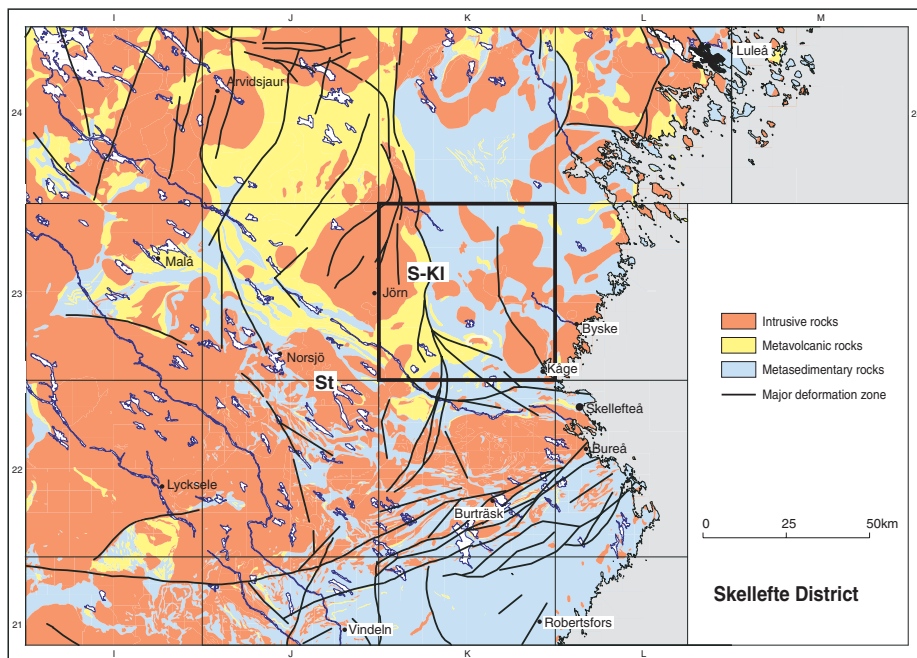 I J K L M
Luleå
Arvidsjaur
24 2
Malå
S-KI
23
Jörn
Byske
Norsjö
Kåge
St
Skellefteå
Bureå
22
Lycksele
Burträsk
21
Vindeln
Robertsfors
I J K L
Intrusive rocks
Metavolcanic rocks
Metasedimentary rocks
Major deformation zone
0 25 50km
Skellefte District